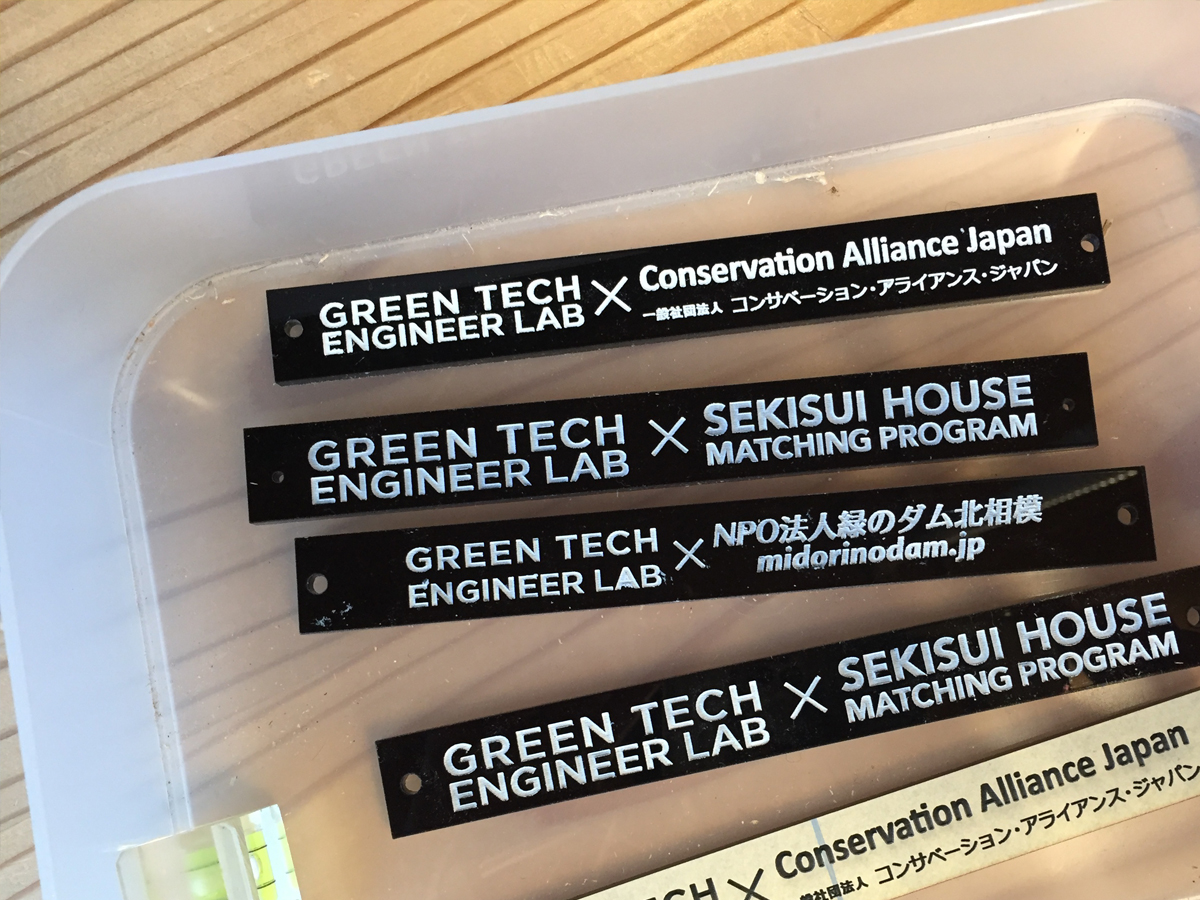 GREEN TECH
ENGINEER LAB
×
Conservation Alliance Japan
一般社団法人 コンサベーション・アライアンス・ジャパン
GREEN TECH
ENGINEER LAB
×
SEKISUI HOUSE
MATCHING PROGRAM
GREEN TECH
ENGINEER LAB
×
NPO法人緑のダム北相模
midorinodam.jp
GREEN TECH
ENGINEER LAB
×
SEKISUI HOUSE
MATCHING PROGRAM
TECH
×
Conservation Alliance Japan
一般社団法人 コンサベーション・アライアンス・ジャパン